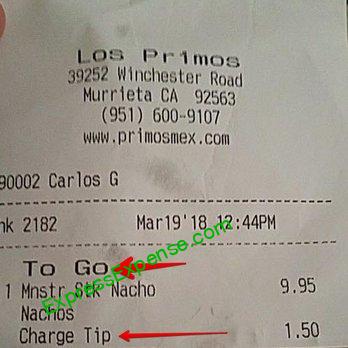 Los Primos
39252 Winchester Road
Murrieta CA 92563
(951) 600-9107
www.primosmex.com
90002 Carlos G
nk 2182 Mar19'18 12:44PM
To Go
1 Mnstr Stk Nacho 9.95
Nachos
Charge Tip 1.50
ExpressExpense.com